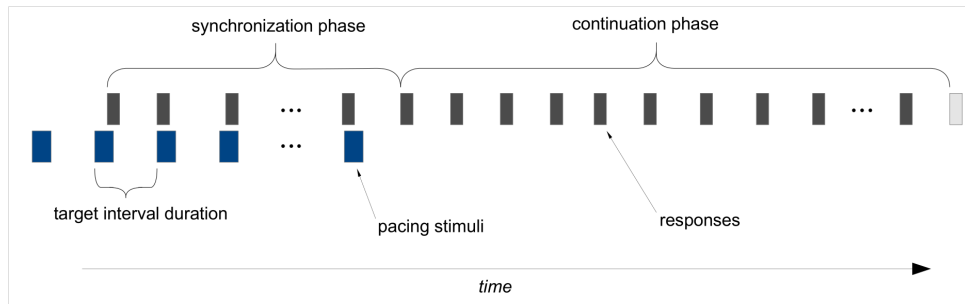 synchronization phase
continuation phase
...
...
...
target interval duration
pacing stimuli
responses
time